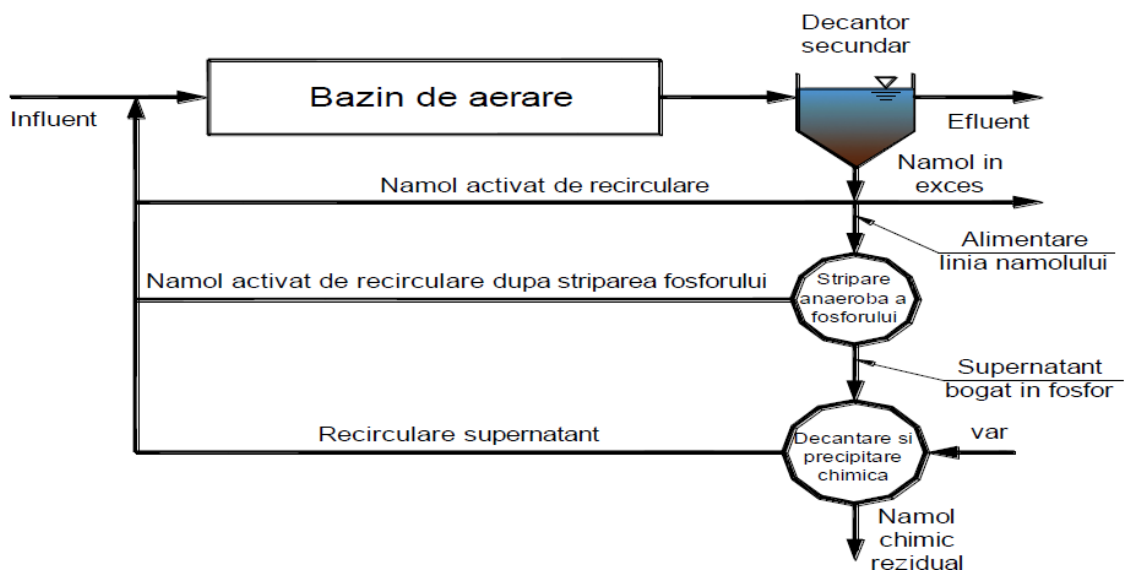 Decantor
secundar
Bazin de aerare
Influent
Efluent
Namol in
exces
Namol activat de recirculare
Alimentare
linia namolului
Namol activat de recirculare dupa striparea fosforului
Stripare
anaeroba a
fosforului
Supernatant
bogat in fosfor
Recirculare supernatant
var
Decantare si
precipitare
chimica
Namol
chimic
rezidual